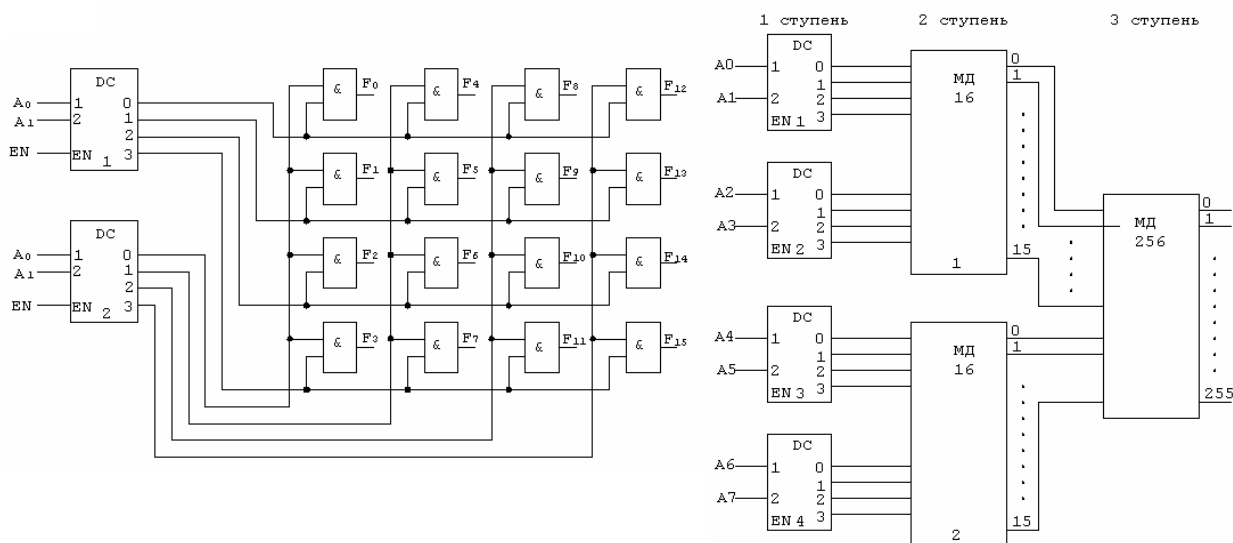 DC
A0 1 0
A1 2 1
2
EN EN 3
1
DC
A0 1 0
A1 2 1
2
EN EN 3
2
& F0 & F4 & F8 & F12
& F1 & F5 & F9 & F13
& F2 & F6 & F10 & F14
& F3 & F7 & F11 & F15
1 ступень 2 ступень 3 ступень
DC
A0 1 0
1
A1 2 2
EN 1 3
DC
A2 1 0
1
A3 2 2
EN 2 3
МД
16
0
1
15
1
DC
A4 1 0
1
A5 2 2
EN 3 3
DC
A6 1 0
1
A7 2 2
EN 4 3
МД
16
0
1
15
2
МД
256
0
1
255